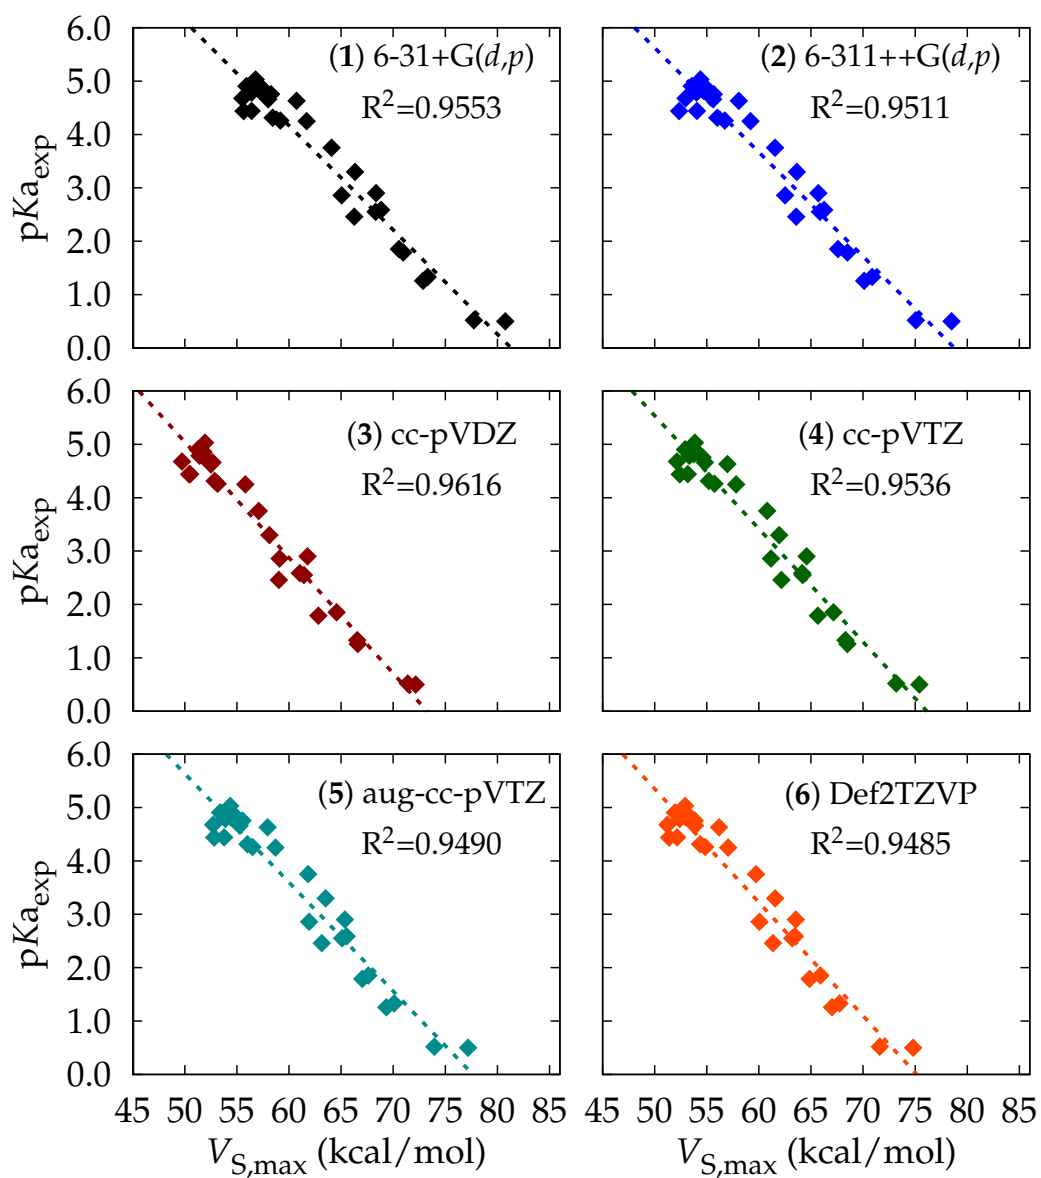 6.0
5.0
4.0
3.0
2.0
1.0
0.0
pKa_exp
(1) 6-31+G(d,p)
R²=0.9553
(2) 6-311++G(d,p)
R²=0.9511
6.0
5.0
4.0
3.0
2.0
1.0
0.0
pKa_exp
(3) cc-pVDZ
R²=0.9616
(4) cc-pVTZ
R²=0.9536
6.0
5.0
4.0
3.0
2.0
1.0
0.0
pKa_exp
(5) aug-cc-pVTZ
R²=0.9490
(6) Def2TZVP
R²=0.9485
45 50 55 60 65 70 75 80 85
V_S,max (kcal/mol)
45 50 55 60 65 70 75 80 85
V_S,max (kcal/mol)